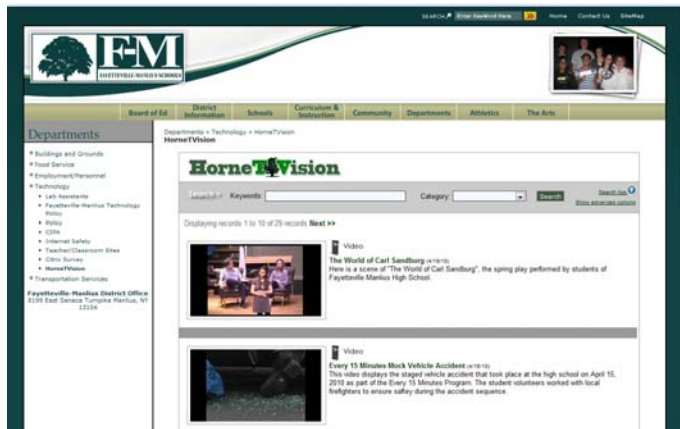 SEARCH Enter Keyword Here Home Contact Us SiteMap
F-M
FAYETTEVILLE-MANLIUS SCHOOLS
Board of Ed District Information Schools Curriculum & Instruction Community Departments Athletics The Arts
Departments
Departments > Technology > HorneTVision
HorneTVision
Buildings and Grounds
Food Service
Employment/Personnel
Technology
Lab Assistants
Fayetteville-Manlius Technology
Policy
Policy
CIPA
Internet Safety
Teacher/Classroom Sites
Citrix Survey
HorneTVision
Transportation Services
Fayetteville-Manlius District Office
8199 East Seneca Turnpike Manlius, NY
13104
HorneTVision
Search > Keywords: Category: Search Search tips
Show advanced options
Displaying records 1 to 10 of 29 records Next >>
Video
The World of Carl Sandburg (4/19/10)
Here is a scene of "The World of Carl Sandburg", the spring play performed by students of
Fayetteville Manlius High School.
Video
Every 15 Minutes Mock Vehicle Accident (4/18/10)
This video displays the staged vehicle accident that took place at the high school on April 15,
2010 as part of the Every 15 Minutes Program. The student volunteers worked with local
firefighters to ensure saftey during the accident sequence.